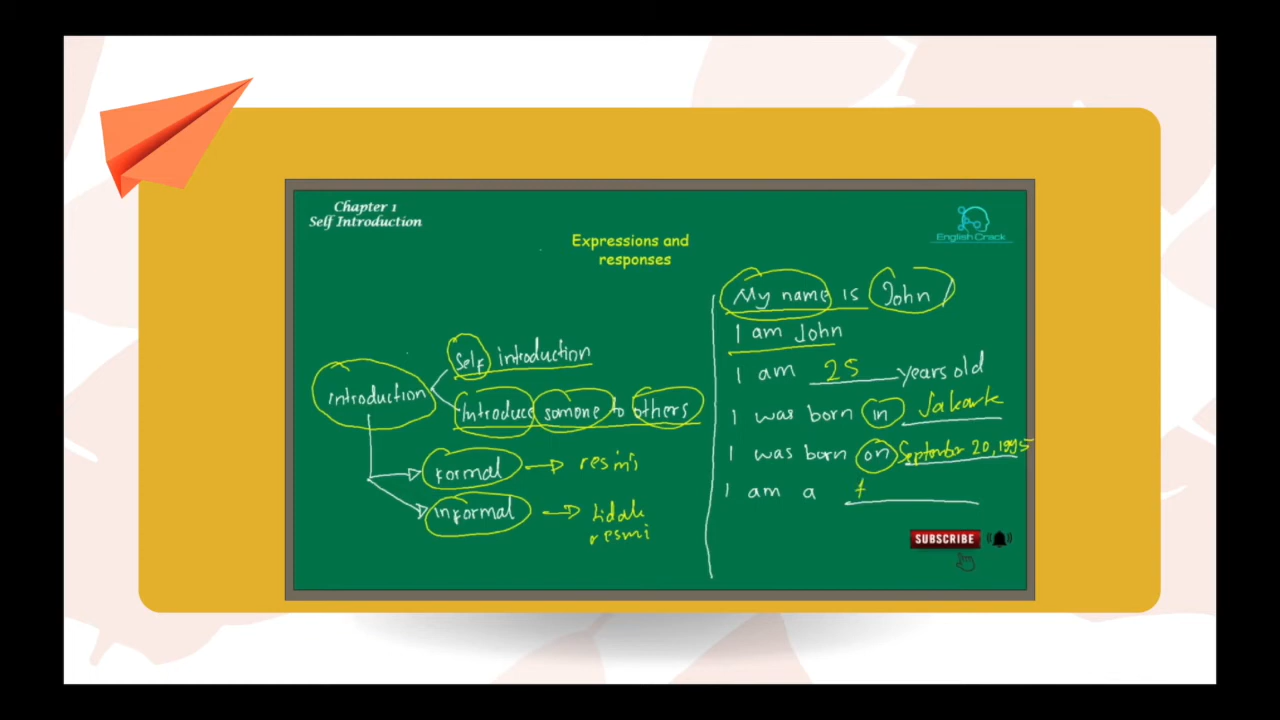 Chapter 1
Self Introduction
English Crack
Expressions and
responses
introduction
Self introduction
Introduce somone to others
formal → resmi
informal → tidak
resmi
My name is John /
I am John
I am 25 years old
I was born in Jakarta
I was born on September 20, 1995
I am a t
SUBSCRIBE